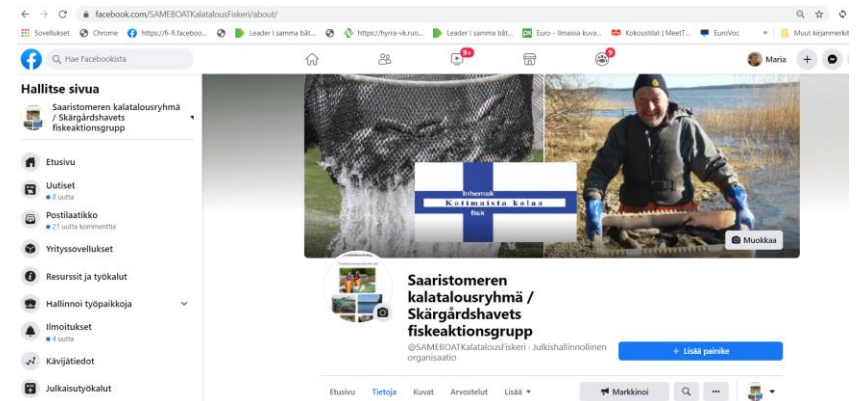 facebook.com/SAMEBOATKalatalousFiskeri/about/
Sovellukset Chrome https://fi-fi.faceboo... Leader I samma båt... https://hyrra-vk.ruo... Leader I samma båt... Euro - Ilmaisia kuva... Kokoustilat | MeetT... EuroVoc » Muut kirjanmerkit
Hae Facebookista
9+
9
Maria
Hallitse sivua
Saaristomeren kalatalousryhmä
/ Skärgårdshavets
fiskeaktionsgrupp
Etusivu
Uutiset
8 uutta
Postilaatikko
21 uutta kommenttia
Yrityssovellukset
Resurssit ja työkalut
Hallinnoi työpaikkoja
Ilmoitukset
4 uutta
Kävijätiedot
Julkaisutyökalut
Inhemsk
Kotimaista kalaa
fisk
Muokkaa
Saaristomeren
kalatalousryhmä /
Skärgårdshavets
fiskeaktionsgrupp
@SAMEBOATKalatalousFiskeri · Julkishallinnollinen
organisaatio
+ Lisää painike
Etusivu Tietoja Kuvat Arvostelut Lisää
Markkinoi